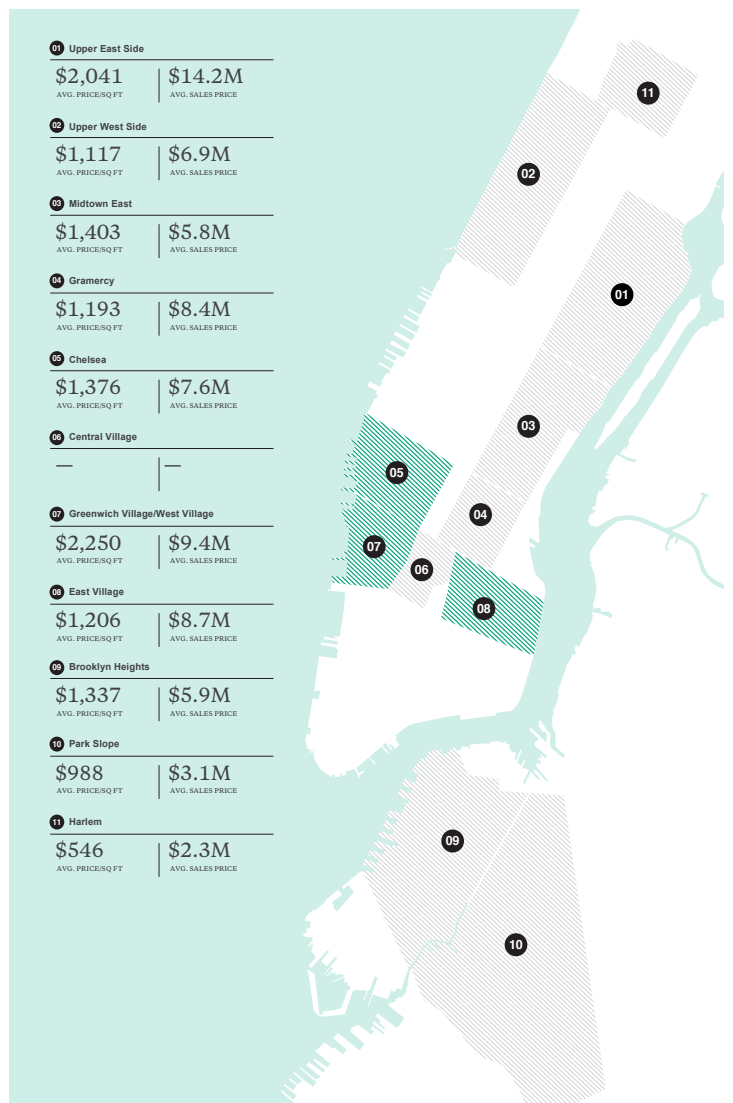 01 Upper East Side
$2,041 $14.2M
AVG. PRICE/SQ FT AVG. SALES PRICE
02 Upper West Side
$1,117 $6.9M
AVG. PRICE/SQ FT AVG. SALES PRICE
03 Midtown East
$1,403 $5.8M
AVG. PRICE/SQ FT AVG. SALES PRICE
04 Gramercy
$1,193 $8.4M
AVG. PRICE/SQ FT AVG. SALES PRICE
05 Chelsea
$1,376 $7.6M
AVG. PRICE/SQ FT AVG. SALES PRICE
06 Central Village
— —
07 Greenwich Village/West Village
$2,250 $9.4M
AVG. PRICE/SQ FT AVG. SALES PRICE
08 East Village
$1,206 $8.7M
AVG. PRICE/SQ FT AVG. SALES PRICE
09 Brooklyn Heights
$1,337 $5.9M
AVG. PRICE/SQ FT AVG. SALES PRICE
10 Park Slope
$988 $3.1M
AVG. PRICE/SQ FT AVG. SALES PRICE
11 Harlem
$546 $2.3M
AVG. PRICE/SQ FT AVG. SALES PRICE
11
02
01
03
05
04
07
06
08
09
10